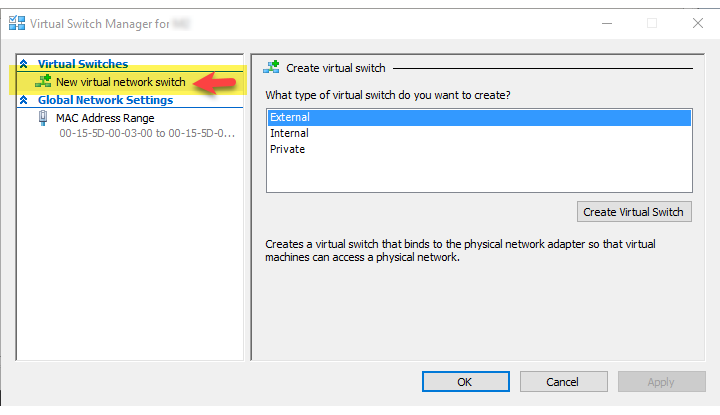 Virtual Switch Manager for
Virtual Switches
New virtual network switch
Global Network Settings
MAC Address Range
00-15-5D-00-03-00 to 00-15-5D-0...
Create virtual switch
What type of virtual switch do you want to create?
External
Internal
Private
Create Virtual Switch
Creates a virtual switch that binds to the physical network adapter so that virtual
machines can access a physical network.
OK
Cancel
Apply